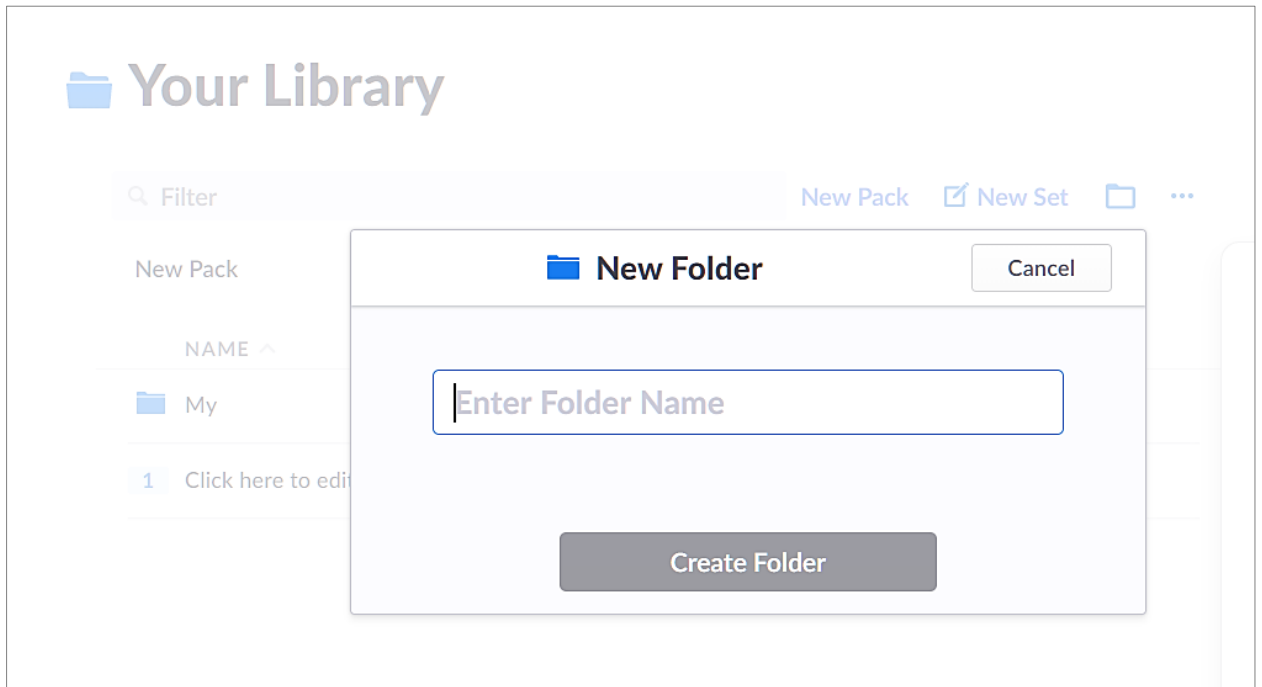 Your Library
Filter
New Pack
New Set
New Folder
Cancel
New Pack
NAME
Enter Folder Name
My
1 Click here to edit
Create Folder